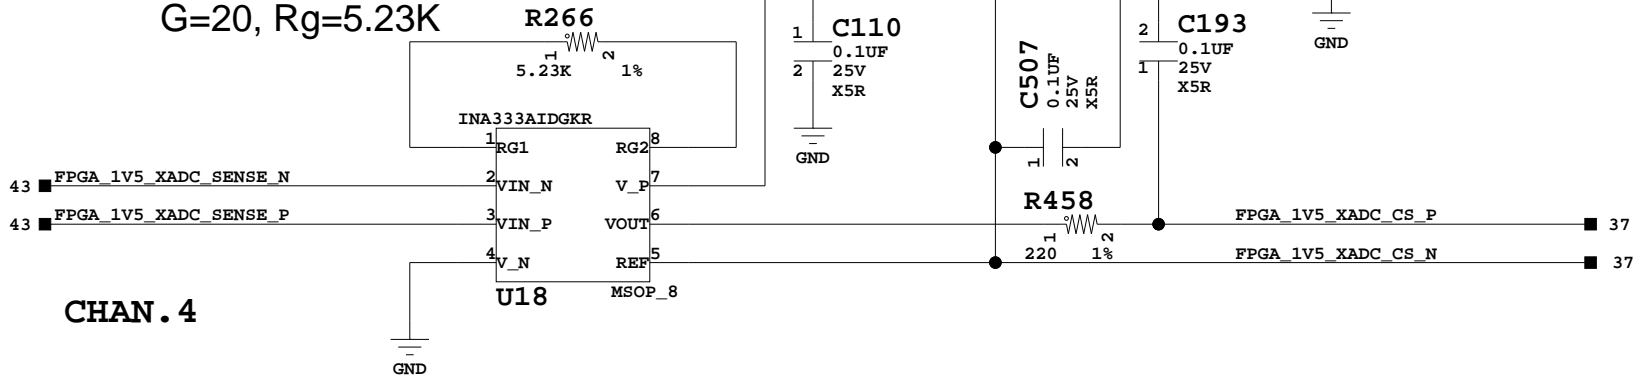 G=20, Rg=5.23K
R266
1
2
5.23K
1%
1
2
C110
0.1UF
25V
X5R
GND
C507
0.1UF
25V
X5R
1
2
2
1
C193
0.1UF
25V
X5R
GND
INA333AIDGKR
1
RG1
RG2
8
43
FPGA_1V5_XADC_SENSE_N
2
VIN_N
V_P
7
43
FPGA_1V5_XADC_SENSE_P
3
VIN_P
VOUT
6
R458
1
2
220
1%
FPGA_1V5_XADC_CS_P
37
4
V_N
REF
5
FPGA_1V5_XADC_CS_N
37
U18
MSOP_8
CHAN.4
GND